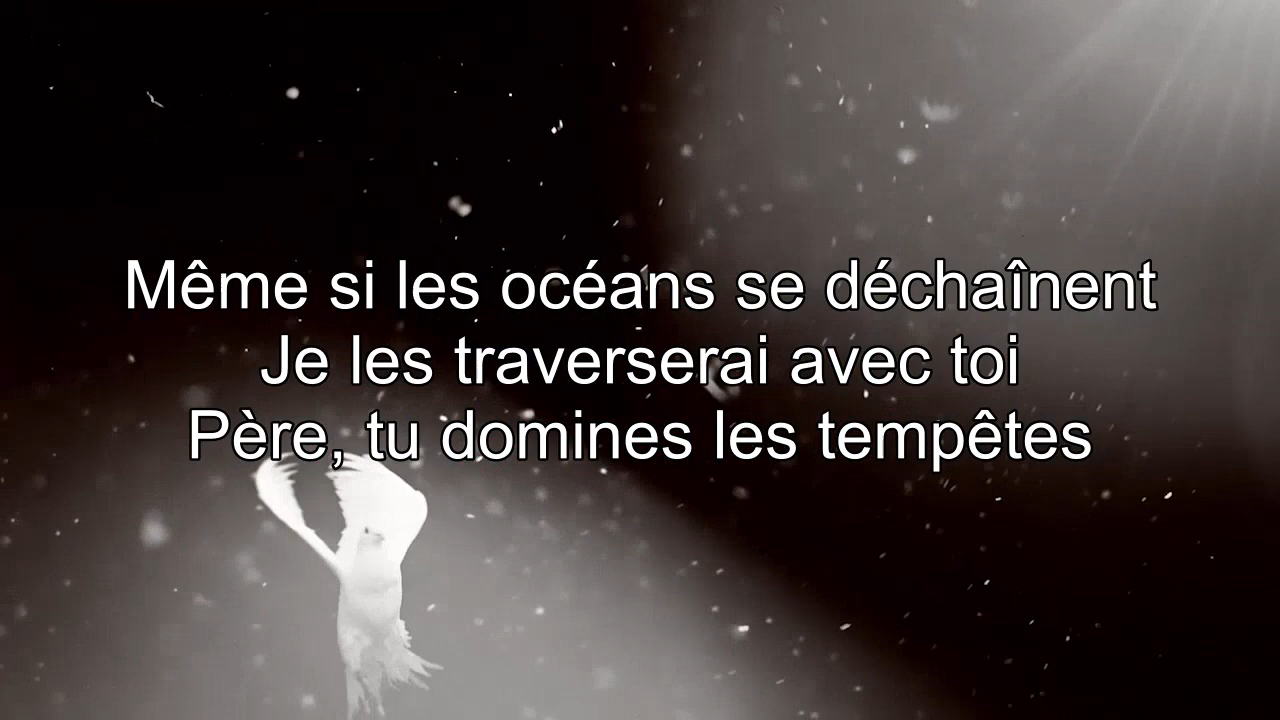 Même si les océans se déchaînent
Je les traverserai avec toi
Père, tu domines les tempêtes